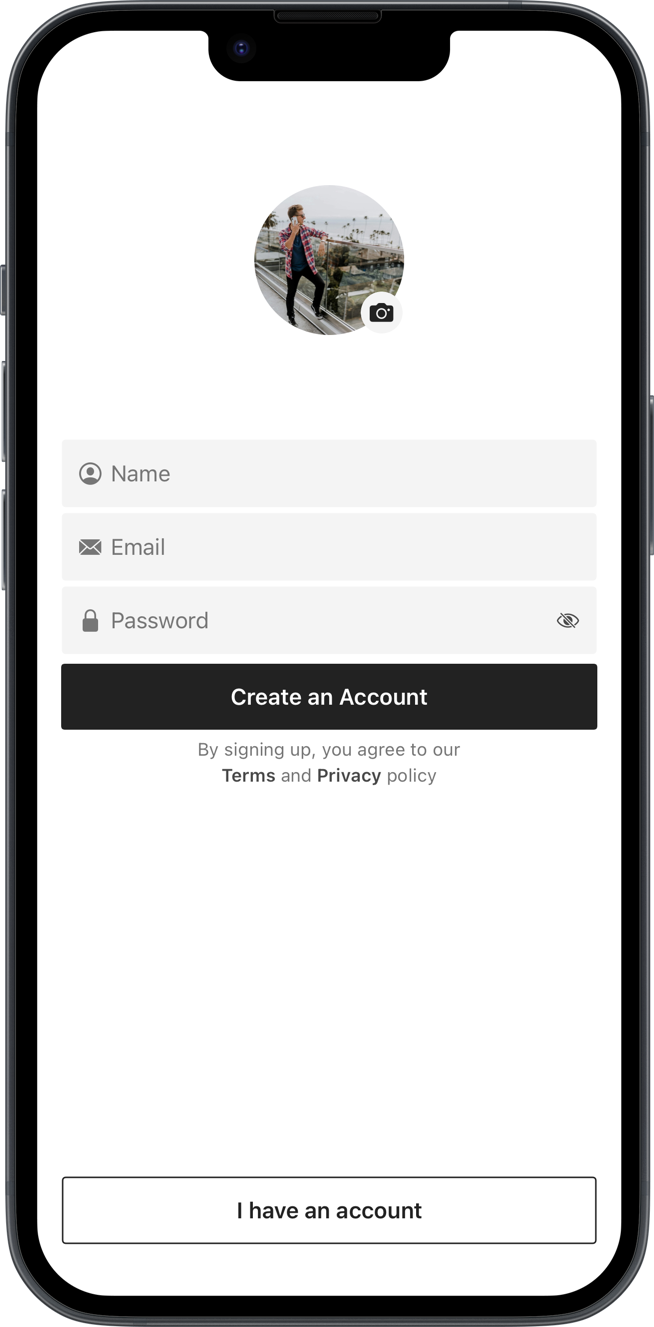 Name
Email
Password
Create an Account
By signing up, you agree to our
Terms and Privacy policy
I have an account